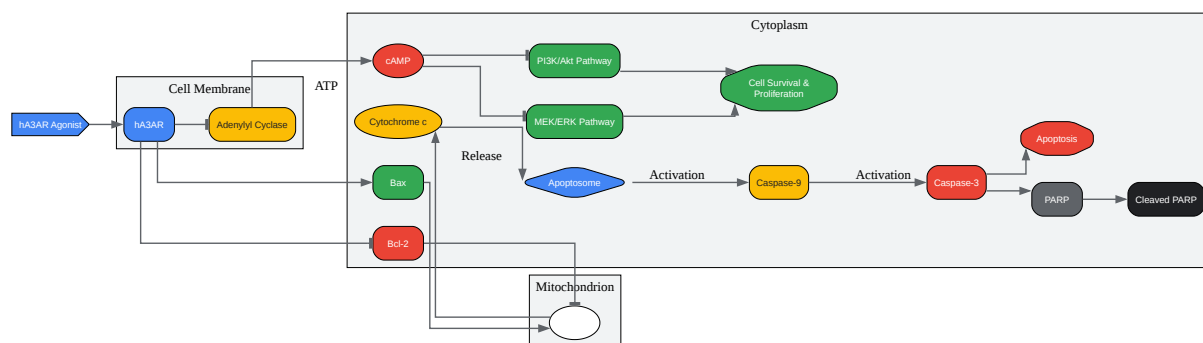 Cytoplasm
cAMP
PI3K/Akt Pathway
Cell Survival &
Proliferation
ATP
Cell Membrane
hA3AR Agonist
hA3AR
Adenylyl Cyclase
Cytochrome c
MEK/ERK Pathway
Release
Apoptosis
Bax
Apoptosome
Activation
Caspase-9
Activation
Caspase-3
PARP
Cleaved PARP
Bcl-2
Mitochondrion